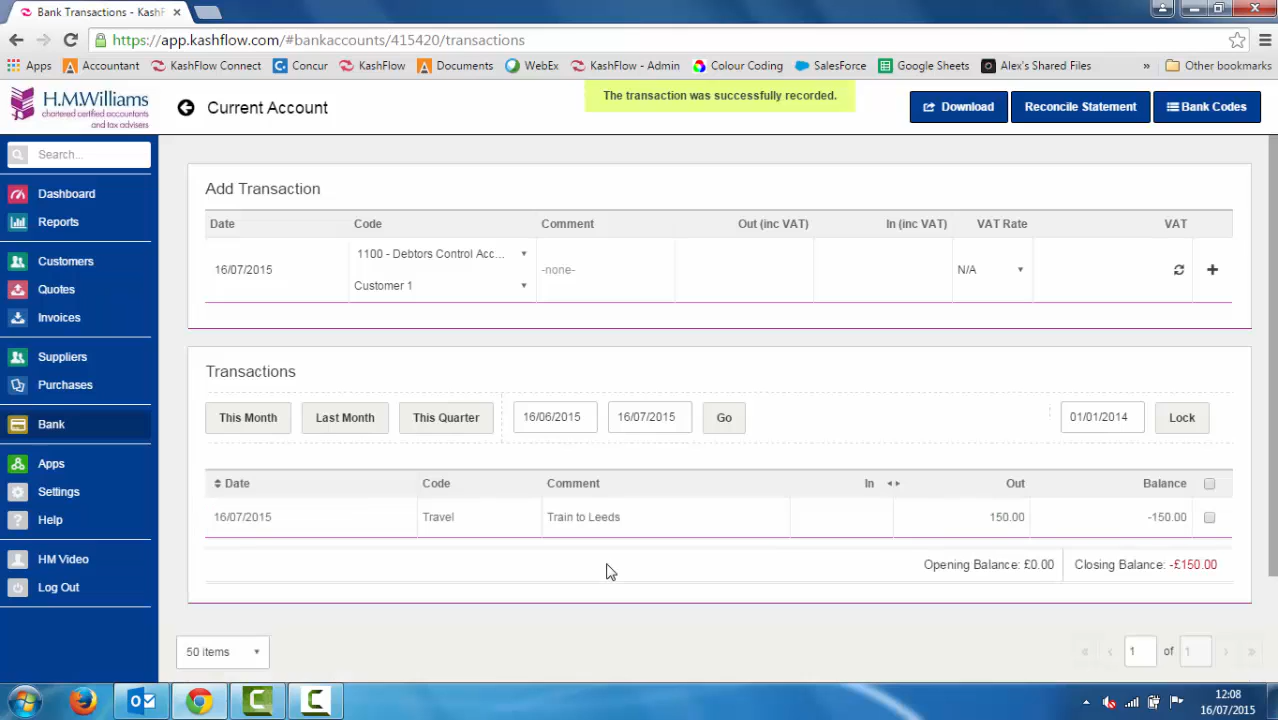 Bank Transactions - KashF
https://app.kashflow.com/#bankaccounts/415420/transactions
Apps Accountant KashFlow Connect Concur KashFlow Documents WebEx KashFlow - Admin Colour Coding SalesForce Google Sheets Alex's Shared Files » Other bookmarks
H.M.Williams
chartered certified accountants
and tax advisers
Current Account
The transaction was successfully recorded.
Download Reconcile Statement Bank Codes
Search...
Dashboard
Reports
Customers
Quotes
Invoices
Suppliers
Purchases
Bank
Apps
Settings
Help
HM Video
Log Out
Add Transaction
Date Code Comment Out (inc VAT) In (inc VAT) VAT Rate VAT
16/07/2015 1100 - Debtors Control Acc... -none- N/A
Customer 1
Transactions
This Month Last Month This Quarter 16/06/2015 16/07/2015 Go 01/01/2014 Lock
Date Code Comment In Out Balance
16/07/2015 Travel Train to Leeds 150.00 -150.00
Opening Balance: £0.00 Closing Balance: -£150.00
50 items « ‹ 1 of 1 › »
12:08
16/07/2015